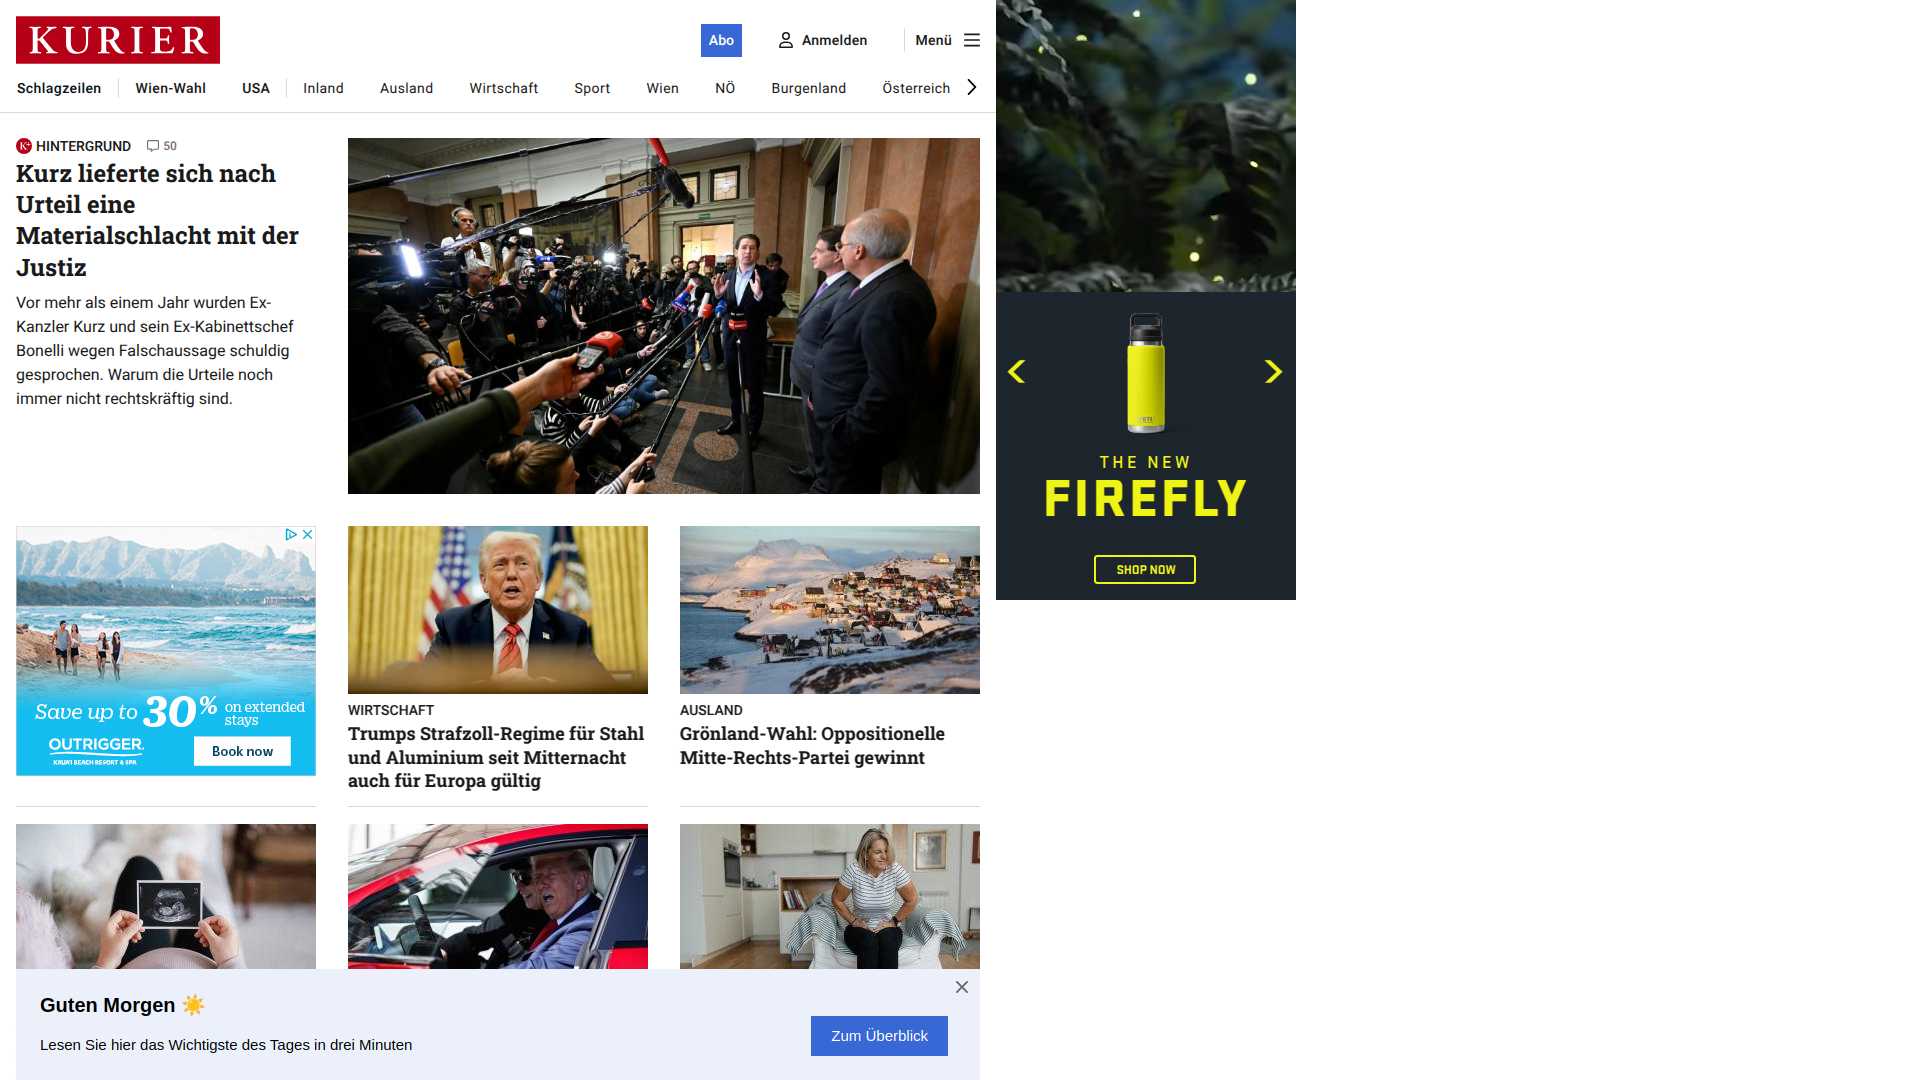 KURIER
Abo
Anmelden
Menü
Schlagzeilen
Wien-Wahl
USA
Inland
Ausland
Wirtschaft
Sport
Wien
NÖ
Burgenland
Österreich
HINTERGRUND
50
Kurz lieferte sich nach
Urteil eine
Materialschlacht mit der
Justiz
Vor mehr als einem Jahr wurden Ex-
Kanzler Kurz und sein Ex-Kabinettschef
Bonelli wegen Falschaussage schuldig
gesprochen. Warum die Urteile noch
immer nicht rechtskräftig sind.
YETI
THE NEW
FIREFLY
SHOP NOW
Save up to 30% on extended
stays
OUTRIGGER.
KAUA'I BEACH RESORT & SPA
Book now
WIRTSCHAFT
Trumps Strafzoll-Regime für Stahl
und Aluminium seit Mitternacht
auch für Europa gültig
AUSLAND
Grönland-Wahl: Oppositionelle
Mitte-Rechts-Partei gewinnt
Guten Morgen ☀️
Lesen Sie hier das Wichtigste des Tages in drei Minuten
Zum Überblick